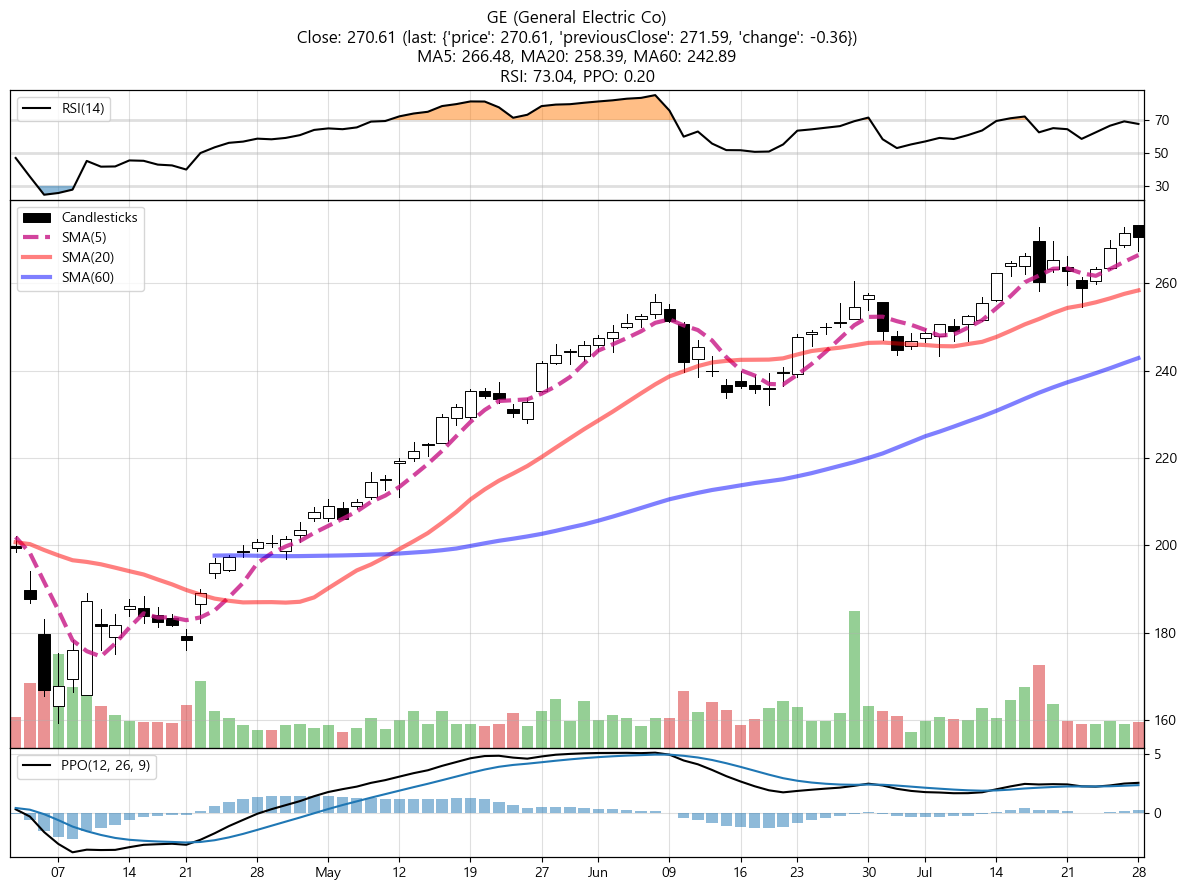 GE (General Electric Co)
Close: 270.61 (last: {'price': 270.61, 'previousClose': 271.59, 'change': -0.36})
MA5: 266.48, MA20: 258.39, MA60: 242.89
RSI: 73.04, PPO: 0.20
RSI(14)
70
50
30
Candlesticks
SMA(5)
SMA(20)
SMA(60)
260
240
220
200
180
160
PPO(12, 26, 9)
5
0
07 14 21 28 May 12 19 27 Jun 09 16 23 30 Jul 14 21 28